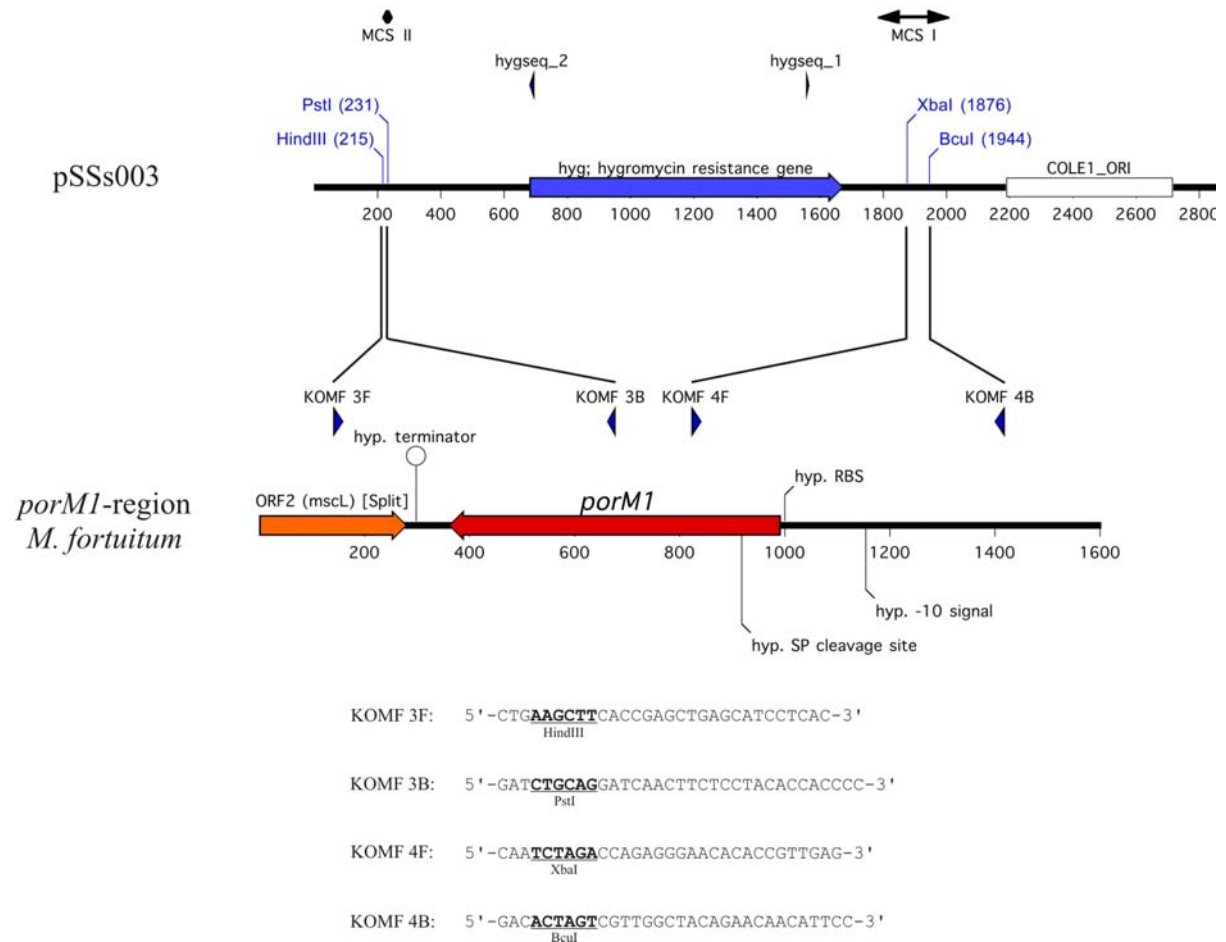 MCS II
MCS I
hygseq_2
hygseq_1
PstI (231)
XbaI (1876)
HindIII (215)
BcuI (1944)
pSSs003
hyg; hygromycin resistance gene
COLE1_ORI
200 400 600 800 1000 1200 1400 1600 1800 2000 2200 2400 2600 2800
KOMF 3F
KOMF 3B
KOMF 4F
KOMF 4B
hyp. terminator
hyp. RBS
porM1-region
M. fortuitum
ORF2 (mscL) [Split]
porM1
200 400 600 800 1000 1200 1400 1600
hyp. -10 signal
hyp. SP cleavage site
KOMF 3F: 5'-CTGAAGCTTCACCGAGCTGAGCATCCTCAC-3'
HindIII
KOMF 3B: 5'-GATCTGCAGGATCAACTTCTCCTACACCACCCC-3'
PstI
KOMF 4F: 5'-CAATCTAGACCAGAGGGAACACACCGTTGAG-3'
XbaI
KOMF 4B: 5'-GACACTAGTCGTTGGCTACAGAACAACATTCC-3'
BcuI